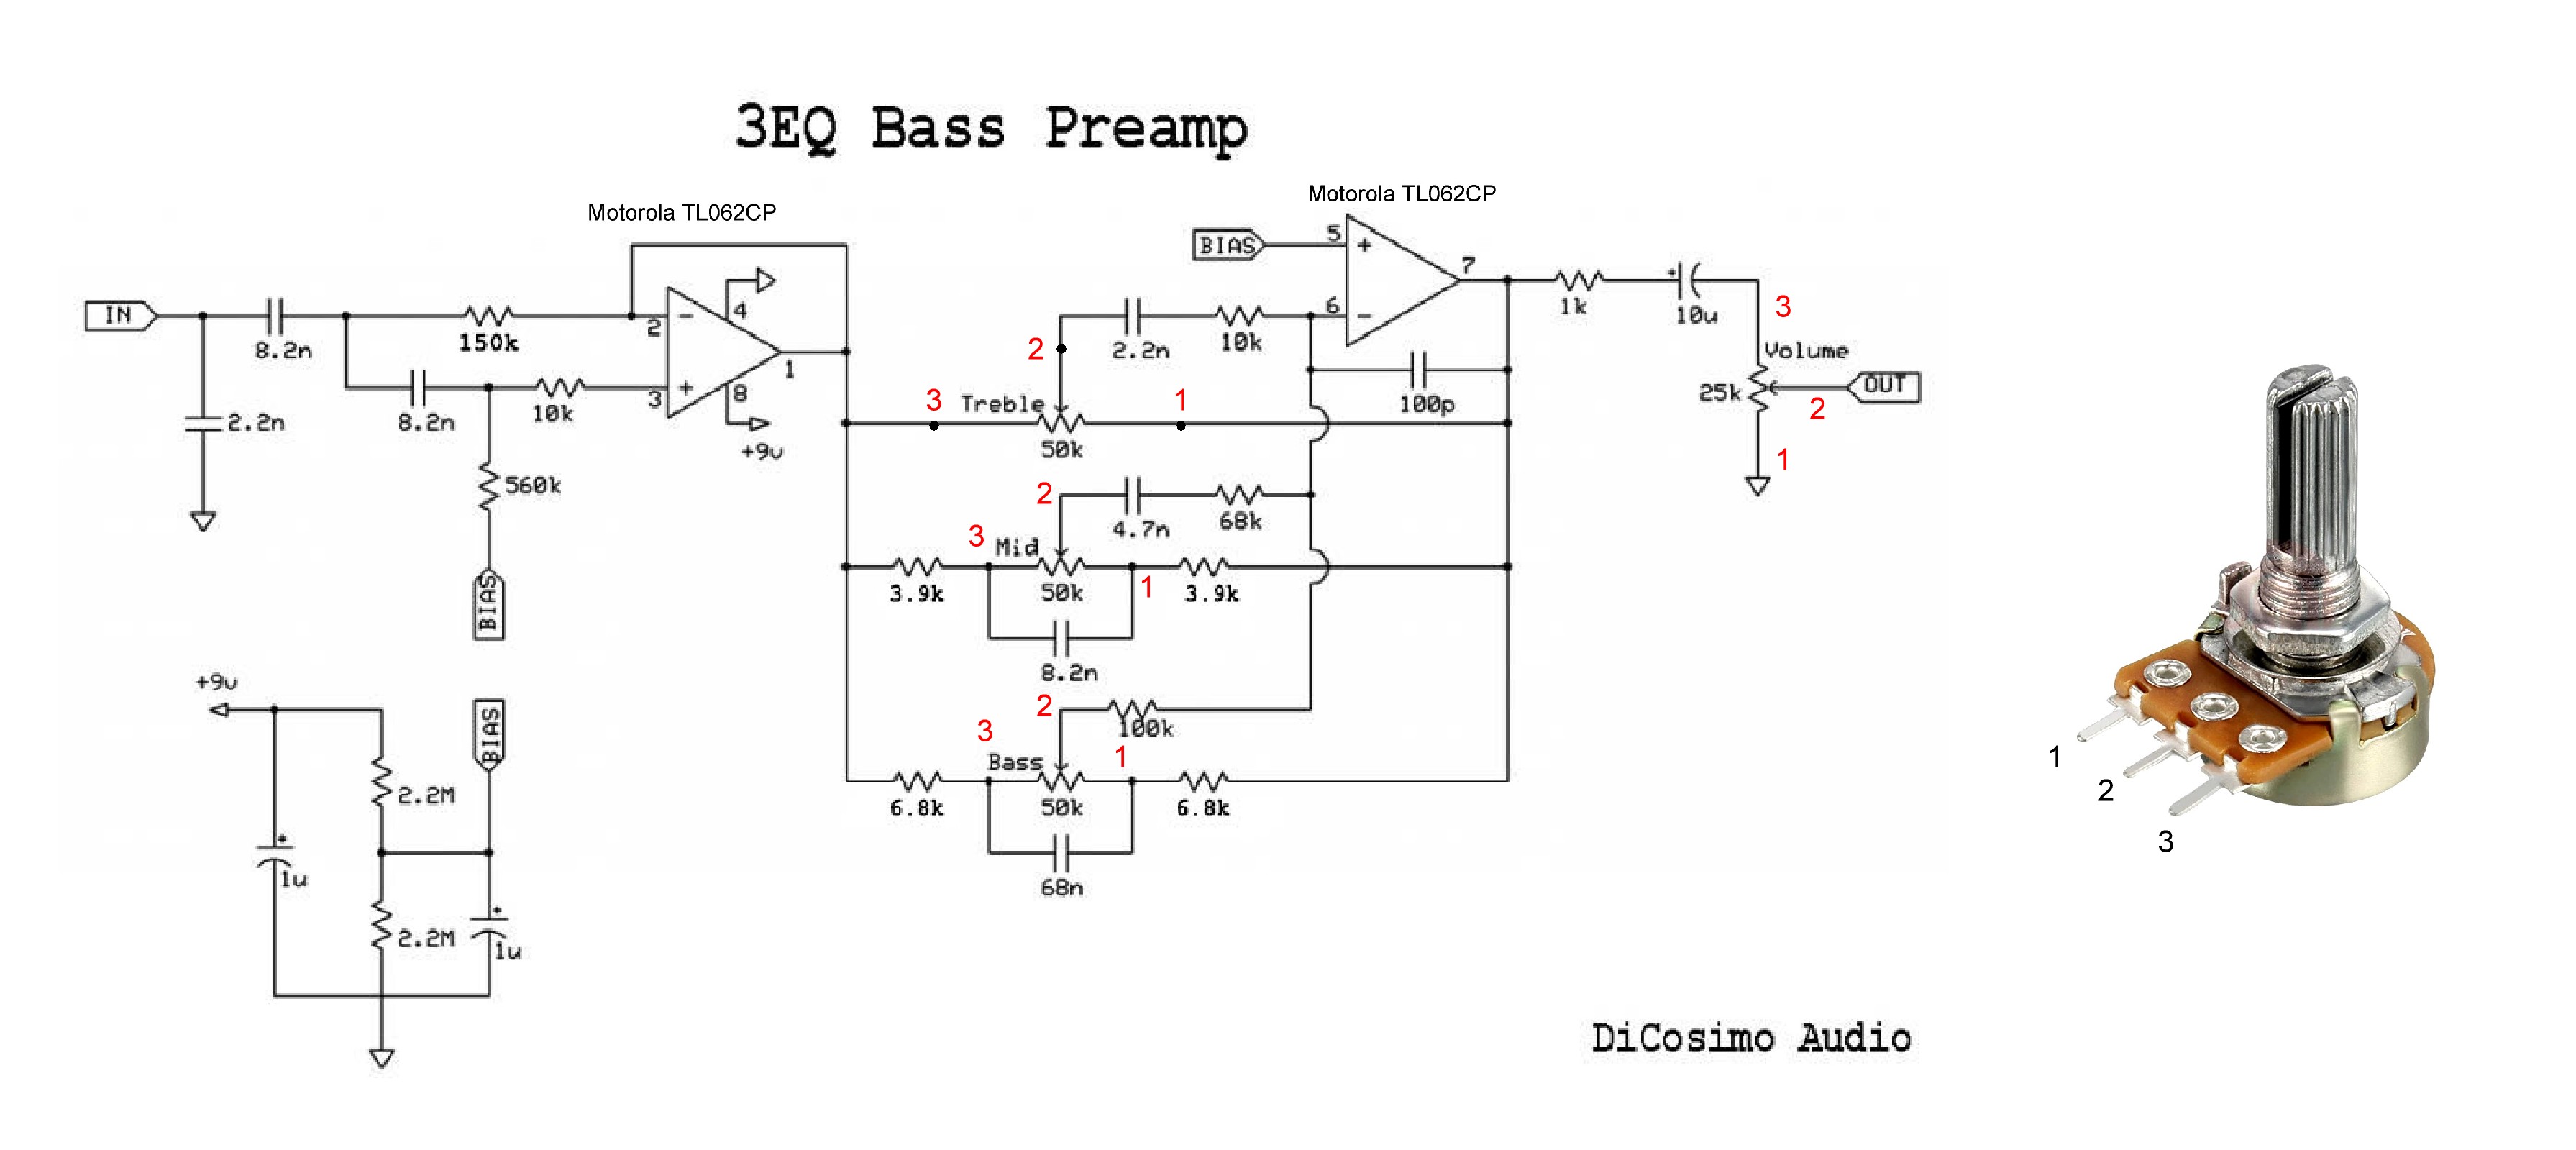 3EQ Bass Preamp
Motorola TL062CP
Motorola TL062CP
IN
8.2n
2.2n
150k
8.2n
10k
560k
BIAS
2
3
4
8
1
+9v
BIAS
5
6
7
2
2.2n
10k
100p
3
Treble
50k
1
2
4.7n
68k
3
Mid
50k
1
3.9k
3.9k
8.2n
2
100k
3
Bass
50k
1
6.8k
6.8k
68n
1k
10u
3
Volume
25k
OUT
2
1
+9v
BIAS
2.2M
1u
2.2M
1u
1
2
3
DiCosimo Audio